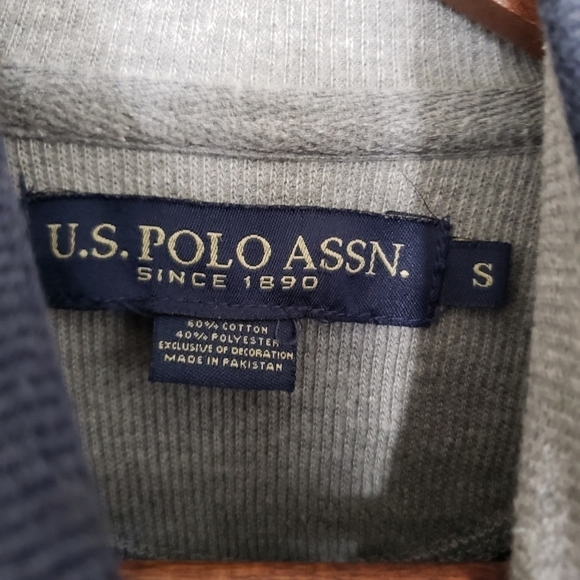 U.S. POLO ASSN.
SINCE 1890
S
60% COTTON
40% POLYESTER
EXCLUSIVE OF DECORATION
MADE IN PAKISTAN